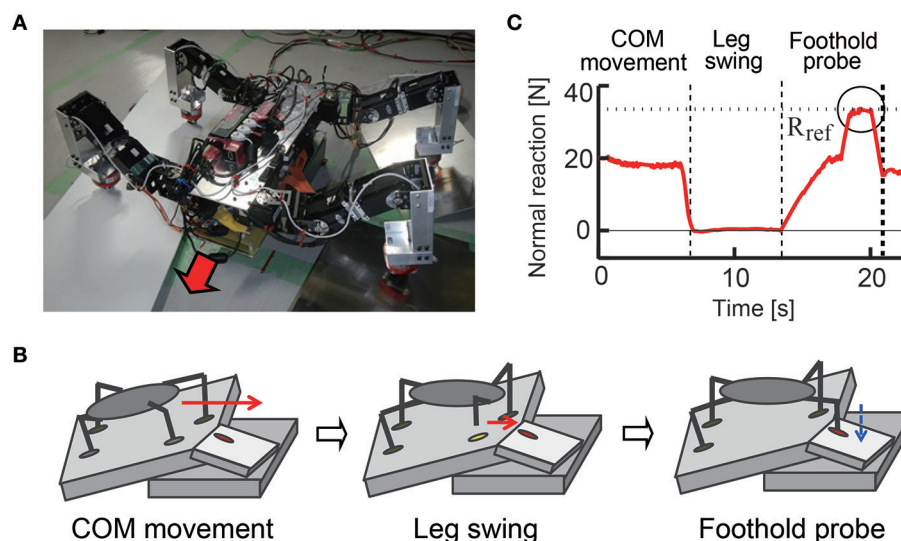 A
C
COM movement
Leg swing
Foothold probe
Normal reaction [N]
40
20
0
R_ref
0
10
20
Time [s]
B
COM movement
Leg swing
Foothold probe